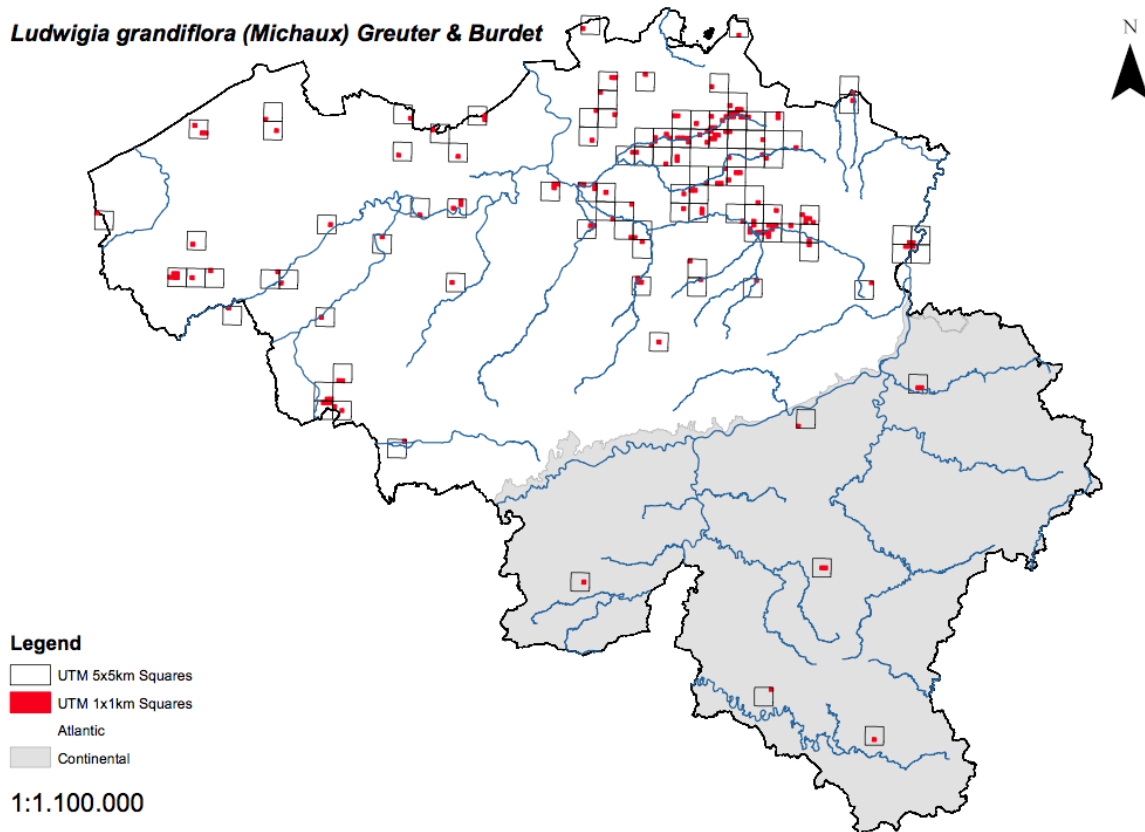 Ludwigia grandiflora (Michaux) Greuter & Burdet
N
Legend
UTM 5x5km Squares
UTM 1x1km Squares
Atlantic
Continental
1:1.100.000